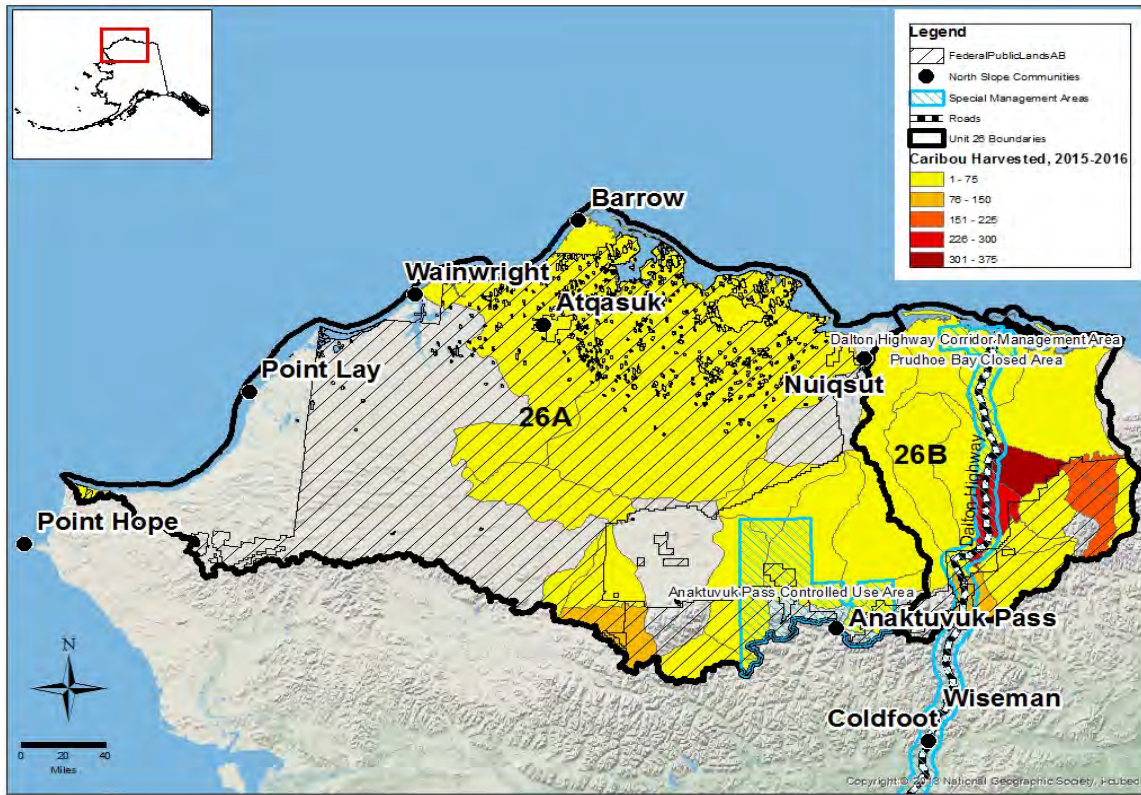 Legend
FederalPublicLandsAB
North Slope Communities
Special Management Areas
Roads
Unit 26 Boundaries
Caribou Harvested, 2015-2016
1 - 75
76 - 150
151 - 225
226 - 300
301 - 375
Barrow
Wainwright
Atqasuk
Dalton Highway Corridor Management Area
Prudhoe Bay Closed Area
Nuiqsut
Point Lay
26A
26B
Dalton Highway
Point Hope
Anaktuvuk Pass Controlled Use Area
Anaktuvuk Pass
N
Wiseman
Coldfoot
0 20 40
Miles
Copyright:© 2013 National Geographic Society, i-cubed